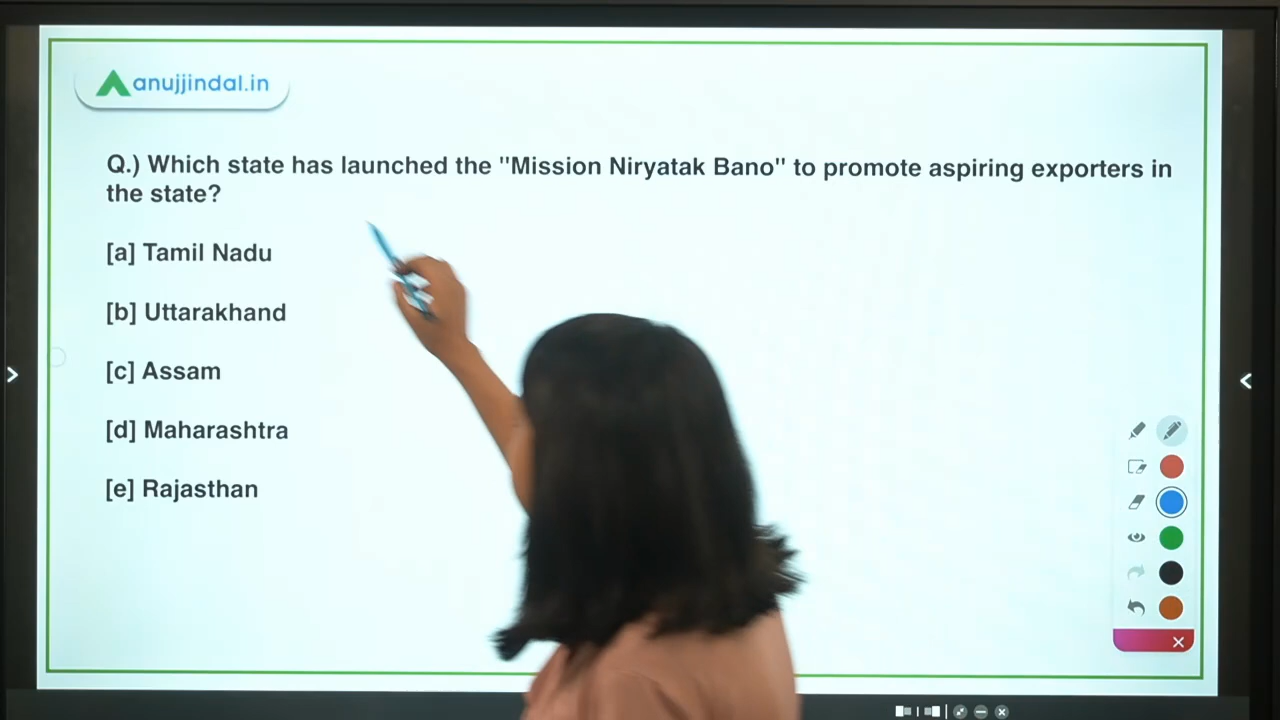 anujjindal.in
Q.) Which state has launched the "Mission Niryatak Bano" to promote aspiring exporters in
the state?
[a] Tamil Nadu
[b] Uttarakhand
[c] Assam
[d] Maharashtra
[e] Rajasthan